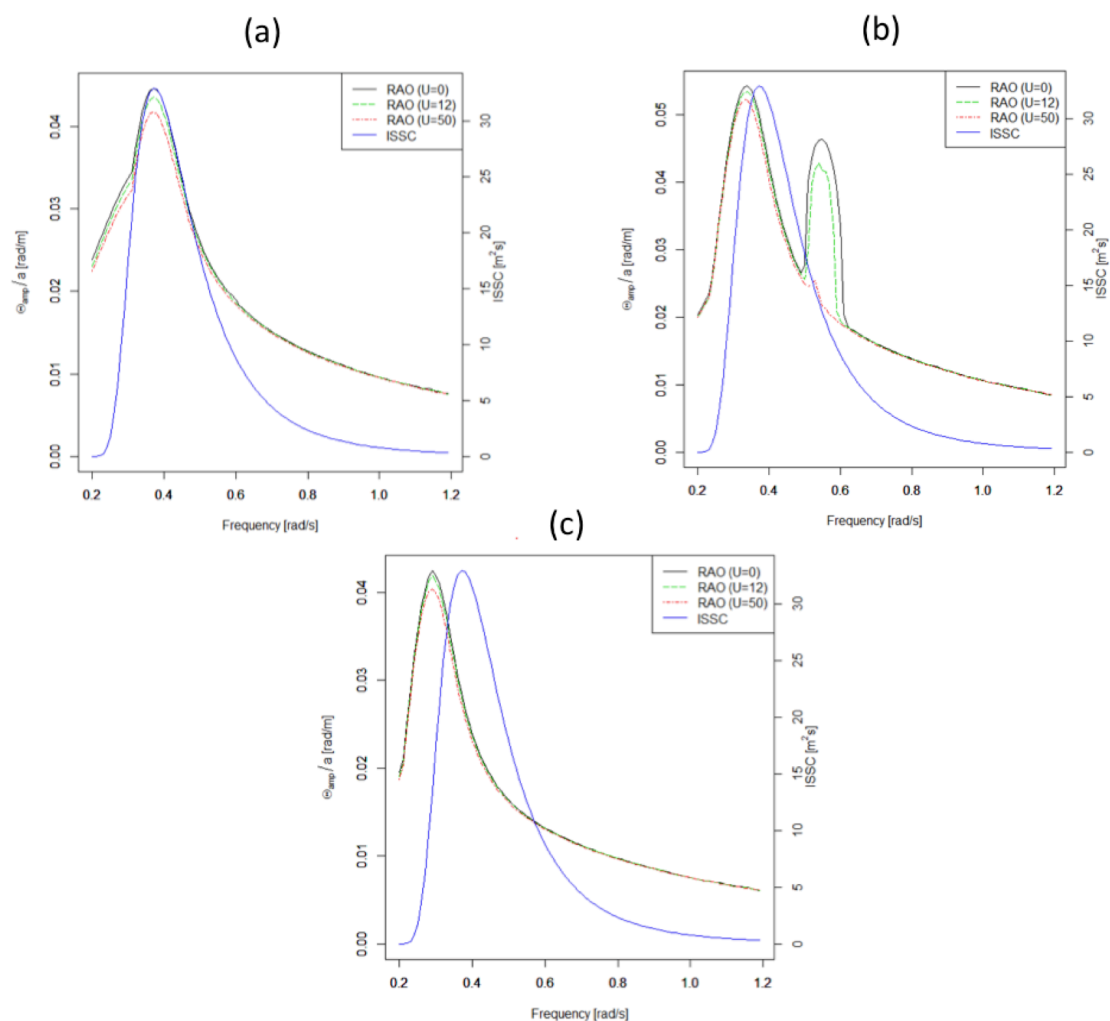 (a)
RAO (U=0)
RAO (U=12)
RAO (U=50)
ISSC
Θamp / a [rad/m]
0.00 0.01 0.02 0.03 0.04
ISSC [m²s]
0 5 10 15 20 25 30
0.2 0.4 0.6 0.8 1.0 1.2
Frequency [rad/s]
(b)
RAO (U=0)
RAO (U=12)
RAO (U=50)
ISSC
Θamp / a [rad/m]
0.00 0.01 0.02 0.03 0.04 0.05
ISSC [m²s]
0 5 10 15 20 25 30
0.2 0.4 0.6 0.8 1.0 1.2
Frequency [rad/s]
(c)
RAO (U=0)
RAO (U=12)
RAO (U=50)
ISSC
Θamp / a [rad/m]
0.00 0.01 0.02 0.03 0.04
ISSC [m²s]
0 5 10 15 20 25 30
0.2 0.4 0.6 0.8 1.0 1.2
Frequency [rad/s]